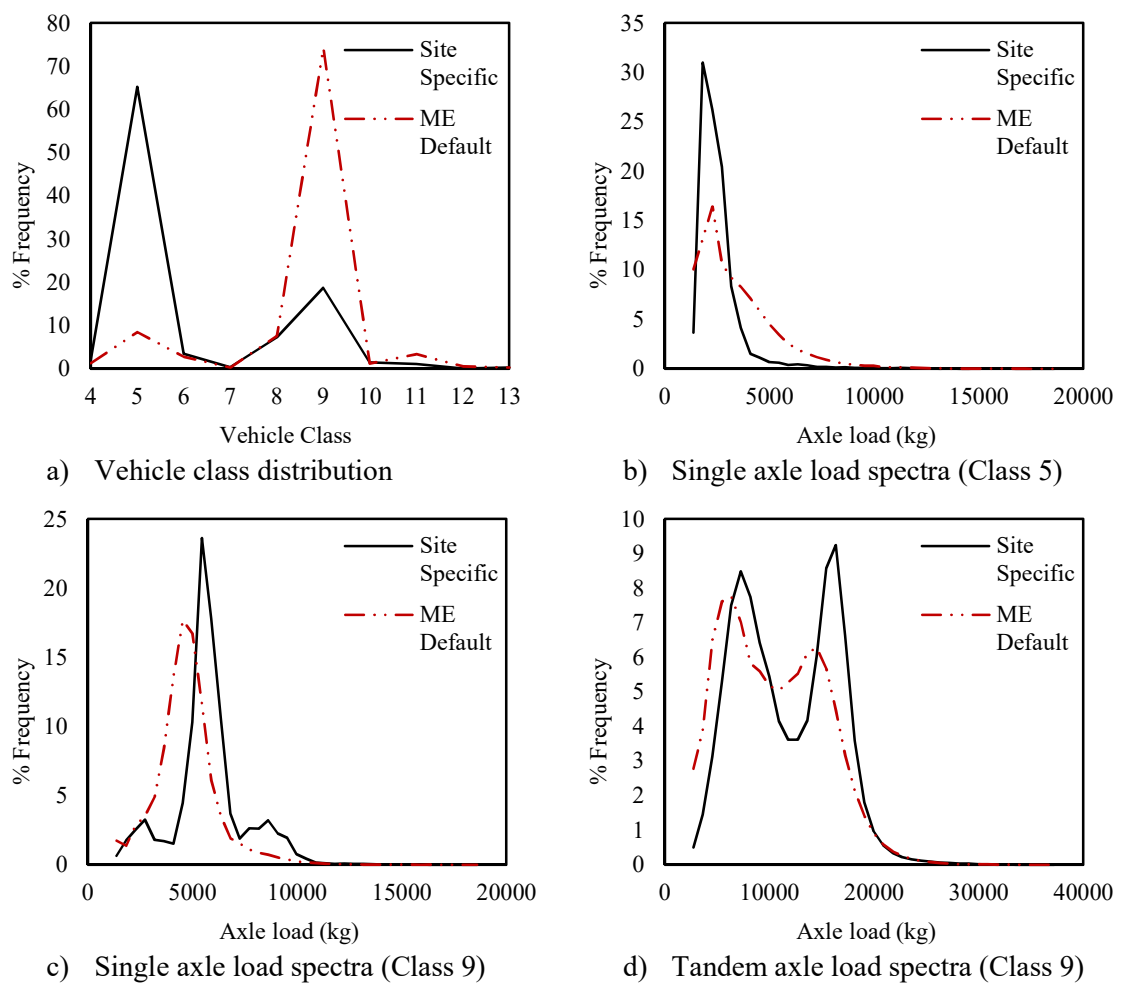 80
70
60
50
40
30
20
10
0
% Frequency
4 5 6 7 8 9 10 11 12 13
Vehicle Class
Site
Specific
ME
Default
a) Vehicle class distribution
35
30
25
20
15
10
5
0
% Frequency
0 5000 10000 15000 20000
Axle load (kg)
Site
Specific
ME
Default
b) Single axle load spectra (Class 5)
25
20
15
10
5
0
% Frequency
0 5000 10000 15000 20000
Axle load (kg)
Site
Specific
ME
Default
c) Single axle load spectra (Class 9)
10
9
8
7
6
5
4
3
2
1
0
% Frequency
0 10000 20000 30000 40000
Axle load (kg)
Site
Specific
ME
Default
d) Tandem axle load spectra (Class 9)